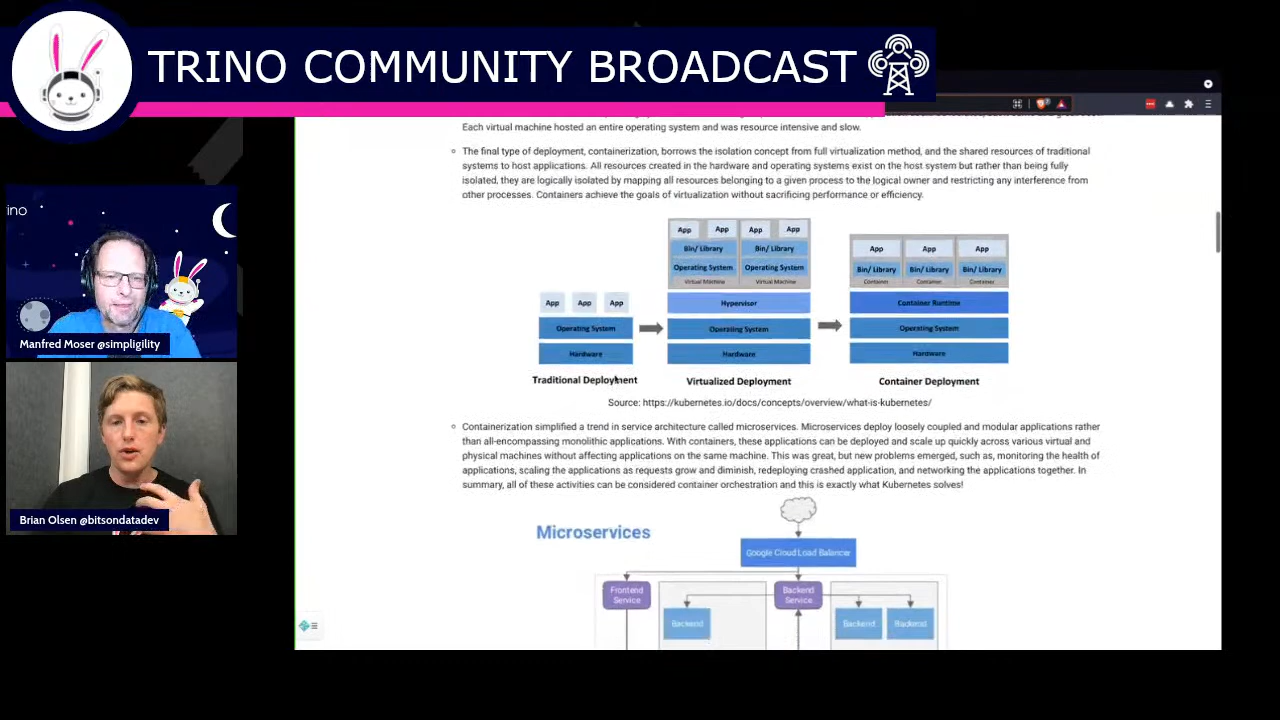 TRINO COMMUNITY BROADCAST
ino
Manfred Moser @simpligility
Brian Olsen @bitsondatadev
Each virtual machine hosted an entire operating system and was resource intensive and slow.
The final type of deployment, containerization, borrows the isolation concept from full virtualization method, and the shared resources of traditional
systems to host applications. All resources created in the hardware and operating systems exist on the host system but rather than being fully
isolated, they are logically isolated by mapping all resources belonging to a given process to the logical owner and restricting any interference from
other processes. Containers achieve the goals of virtualization without sacrificing performance or efficiency.
App App App
Operating System
Hardware
Traditional Deployment
App App App App
Bin/ Library Bin/ Library
Operating System Operating System
Virtual Machine Virtual Machine
Hypervisor
Operating System
Hardware
Virtualized Deployment
App App App
Bin/ Library Bin/ Library Bin/ Library
Container Container Container
Container Runtime
Operating System
Hardware
Container Deployment
Source: https://kubernetes.io/docs/concepts/overview/what-is-kubernetes/
Containerization simplified a trend in service architecture called microservices. Microservices deploy loosely coupled and modular applications rather
than all-encompassing monolithic applications. With containers, these applications can be deployed and scale up quickly across various virtual and
physical machines without affecting applications on the same machine. This was great, but new problems emerged, such as, monitoring the health of
applications, scaling the applications as requests grow and diminish, redeploying crashed application, and networking the applications together. In
summary, all of these activities can be considered container orchestration and this is exactly what Kubernetes solves!
Microservices
Google Cloud Load Balancer
Frontend
Service
Backend
Service
Backend
Backend
Backend